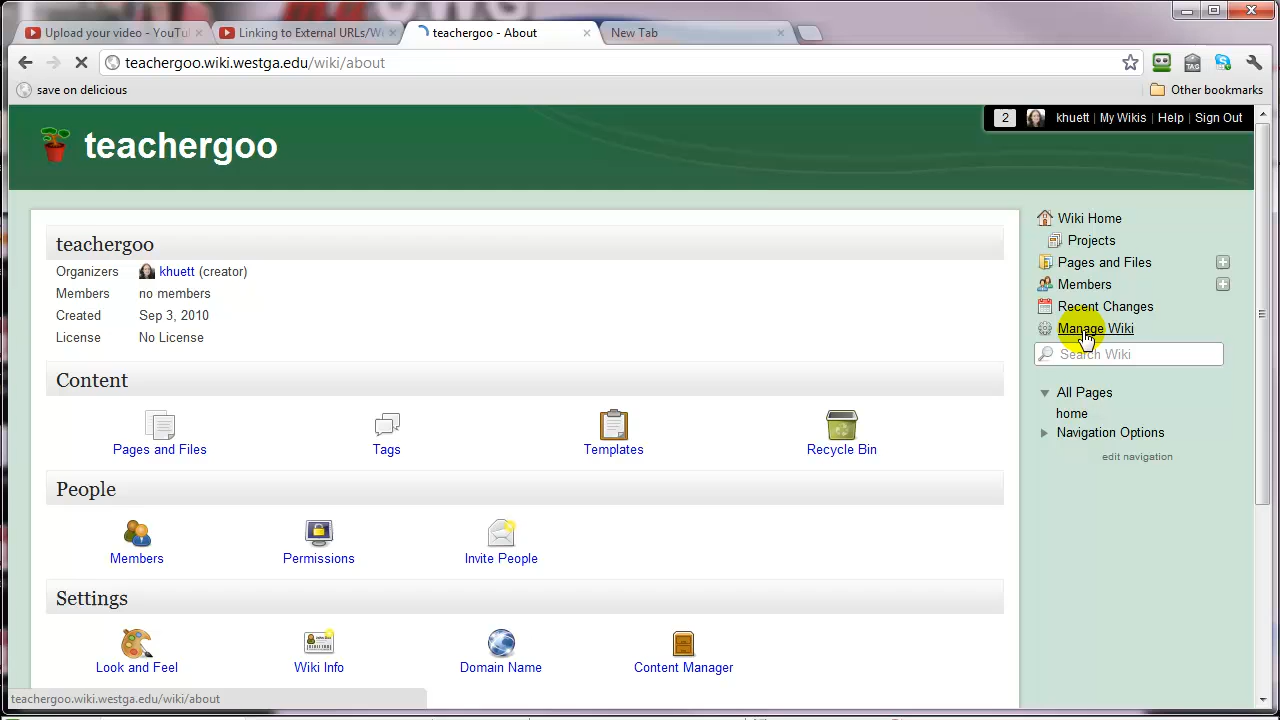 Upload your video - YouTu
Linking to External URLs/W
teachergoo - About
New Tab
teachergoo.wiki.westga.edu/wiki/about
save on delicious
Other bookmarks
2 khuett My Wikis Help Sign Out
teachergoo
teachergoo
Organizers khuett (creator)
Members no members
Created Sep 3, 2010
License No License
Content
Pages and Files Tags Templates Recycle Bin
People
Members Permissions Invite People
Settings
Look and Feel Wiki Info Domain Name Content Manager
Wiki Home
Projects
Pages and Files
Members
Recent Changes
Manage Wiki
Search Wiki
All Pages
home
Navigation Options
edit navigation
teachergoo.wiki.westga.edu/wiki/about